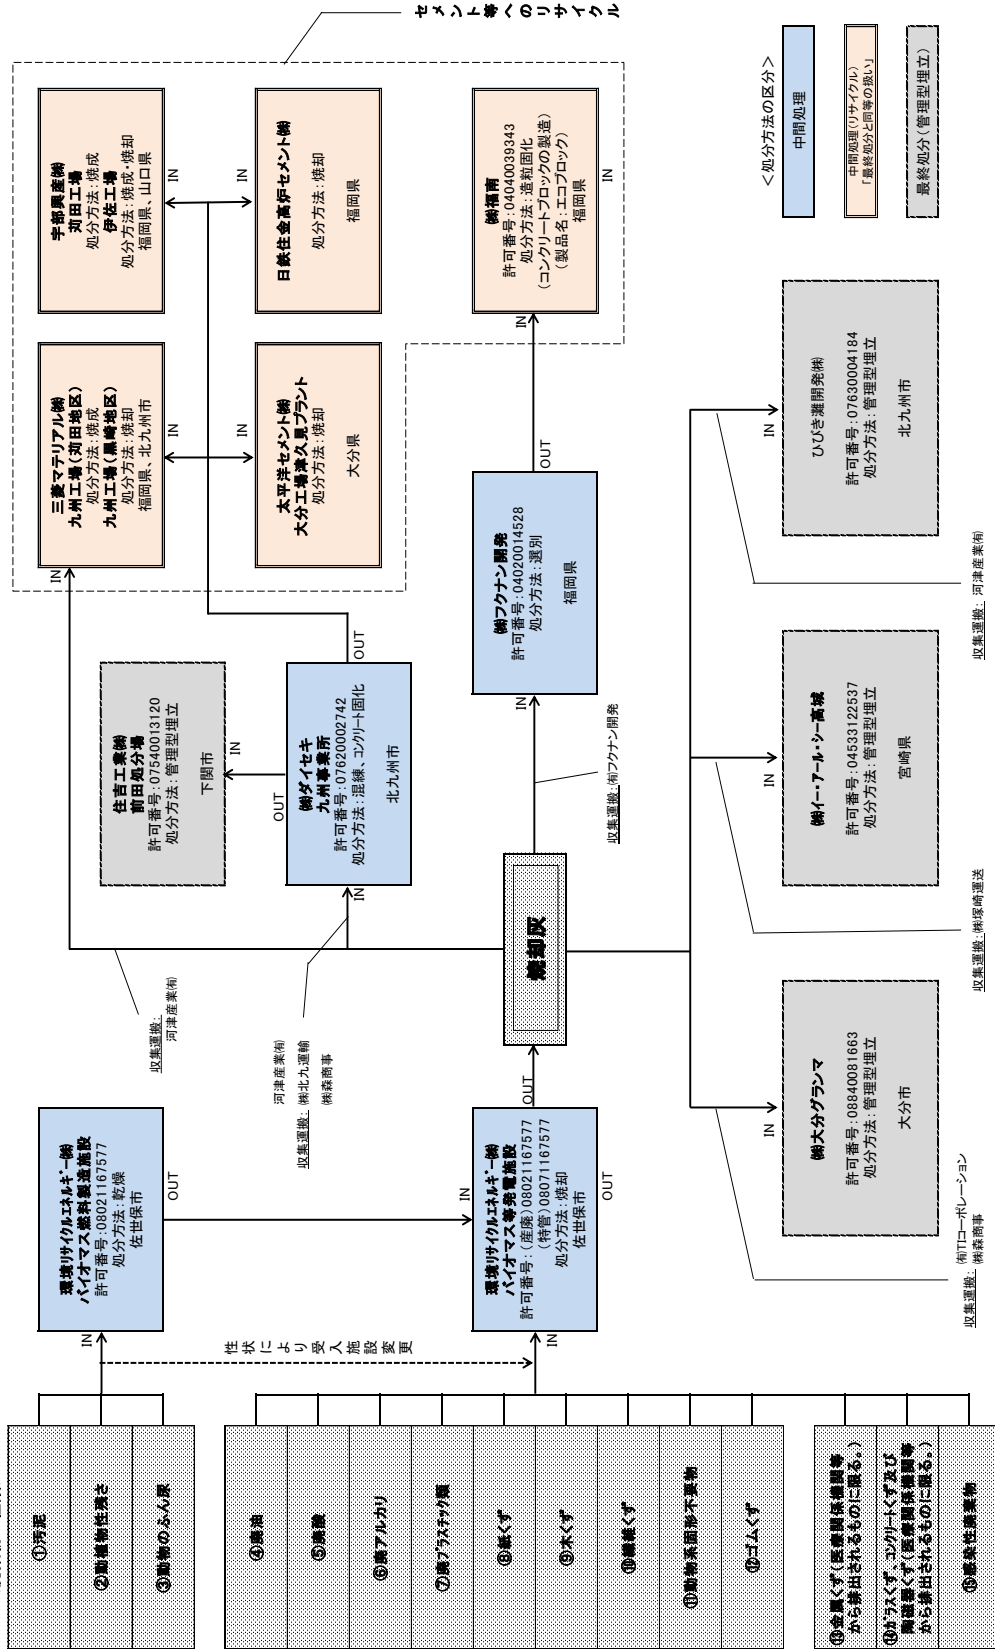 ①汚泥
②動植物性残さ
③動物のふん尿
④廃油
⑤廃酸
⑥廃アルカリ
⑦廃プラスチック類
⑧紙くず
⑨木くず
⑩繊維くず
⑪動物系固形不要物
⑫ゴムくず
⑬金属くず(医療関係機関等
から排出されるものに限る。)
⑭ガラスくず、コンクリートくず及び
陶磁器くず(医療関係機関等
から排出されるものに限る。)
⑮感染性廃棄物
IN
性状により受入施設変更
IN
環境リサイクルエネルギー㈱
バイオマス燃料製造施設
許可番号:08021167577
処分方法:乾燥
佐世保市
OUT
IN
環境リサイクルエネルギー㈱
バイオマス等発電施設
許可番号:(産廃)08021167577
(特管)08071167577
処分方法:焼却
佐世保市
OUT
OUT
焼却灰
収集運搬:
河津産業㈲
河津産業㈲
収集運搬:㈱北九運輸
㈱森商事
IN
㈱ダイセキ
九州事業所
許可番号:07620002742
処分方法:混練、コンクリート固化
北九州市
OUT
OUT
IN
住吉工業㈱
前田処分場
許可番号:07540013120
処分方法:管理型埋立
下関市
収集運搬:㈲フクナン開発
IN
㈱フクナン開発
許可番号:04020014528
処分方法:選別
福岡県
OUT
IN
㈱福南
許可番号:04040039343
処分方法:造粒固化
(コンクリートブロックの製造)
(製品名:エコブロック)
福岡県
IN
IN
三菱マテリアル㈱
九州工場(苅田地区)
処分方法:焼成
九州工場(黒崎地区)
処分方法:焼却
福岡県、北九州市
IN
IN
太平洋セメント㈱
大分工場津久見プラント
処分方法:焼却
大分県
宇部興産㈱
苅田工場
処分方法:焼成
伊佐工場
処分方法:焼成・焼却
福岡県、山口県
IN
IN
日鉄住金高炉セメント㈱
処分方法:焼却
福岡県
セメント等へのリサイクル
IN
㈱大分グランマ
許可番号:08840081663
処分方法:管理型埋立
大分市
㈲TIコーポレーション
収集運搬:㈱森商事
IN
㈱イー・アール・シー高城
許可番号:04533122537
処分方法:管理型埋立
宮崎県
収集運搬:㈱塚崎運送
IN
ひびき灘開発㈱
許可番号:07630004184
処分方法:管理型埋立
北九州市
収集運搬:河津産業㈲
<処分方法の区分>
中間処理
中間処理(リサイクル)
「最終処分と同等の扱い」
最終処分(管理型埋立)